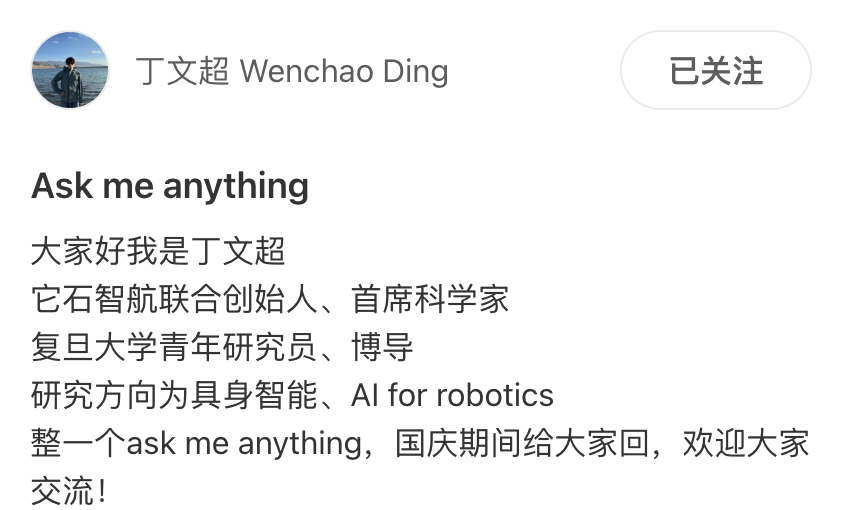 丁文超 Wenchao Ding
已关注
Ask me anything
大家好我是丁文超
它石智航联合创始人、首席科学家
复旦大学青年研究员、博导
研究方向为具身智能、AI for robotics
整一个ask me anything，国庆期间给大家回，欢迎大家
交流！